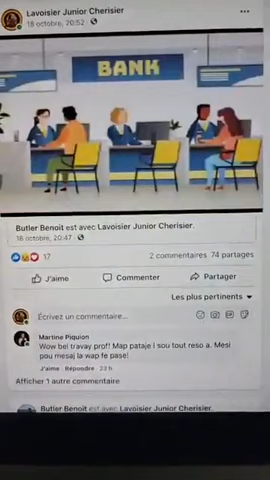 Lavoisier Junior Cherisier
18 octobre, 20:52
BANK
Butler Benoit est avec Lavoisier Junior Cherisier.
16 octobre, 20:47
17
2 commentaires 74 partages
J'aime Commenter Partager
Les plus pertinents
Écrivez un commentaire...
Martine Piquion
Wow bel travay prof! Map pataje l sou tout reso a. Mesi
pou mesaj la wap fe pase!
J'aime Répondre 23 h
Afficher 1 autre commentaire
Butler Benoit est avec Lavoisier Junior Cherisier.